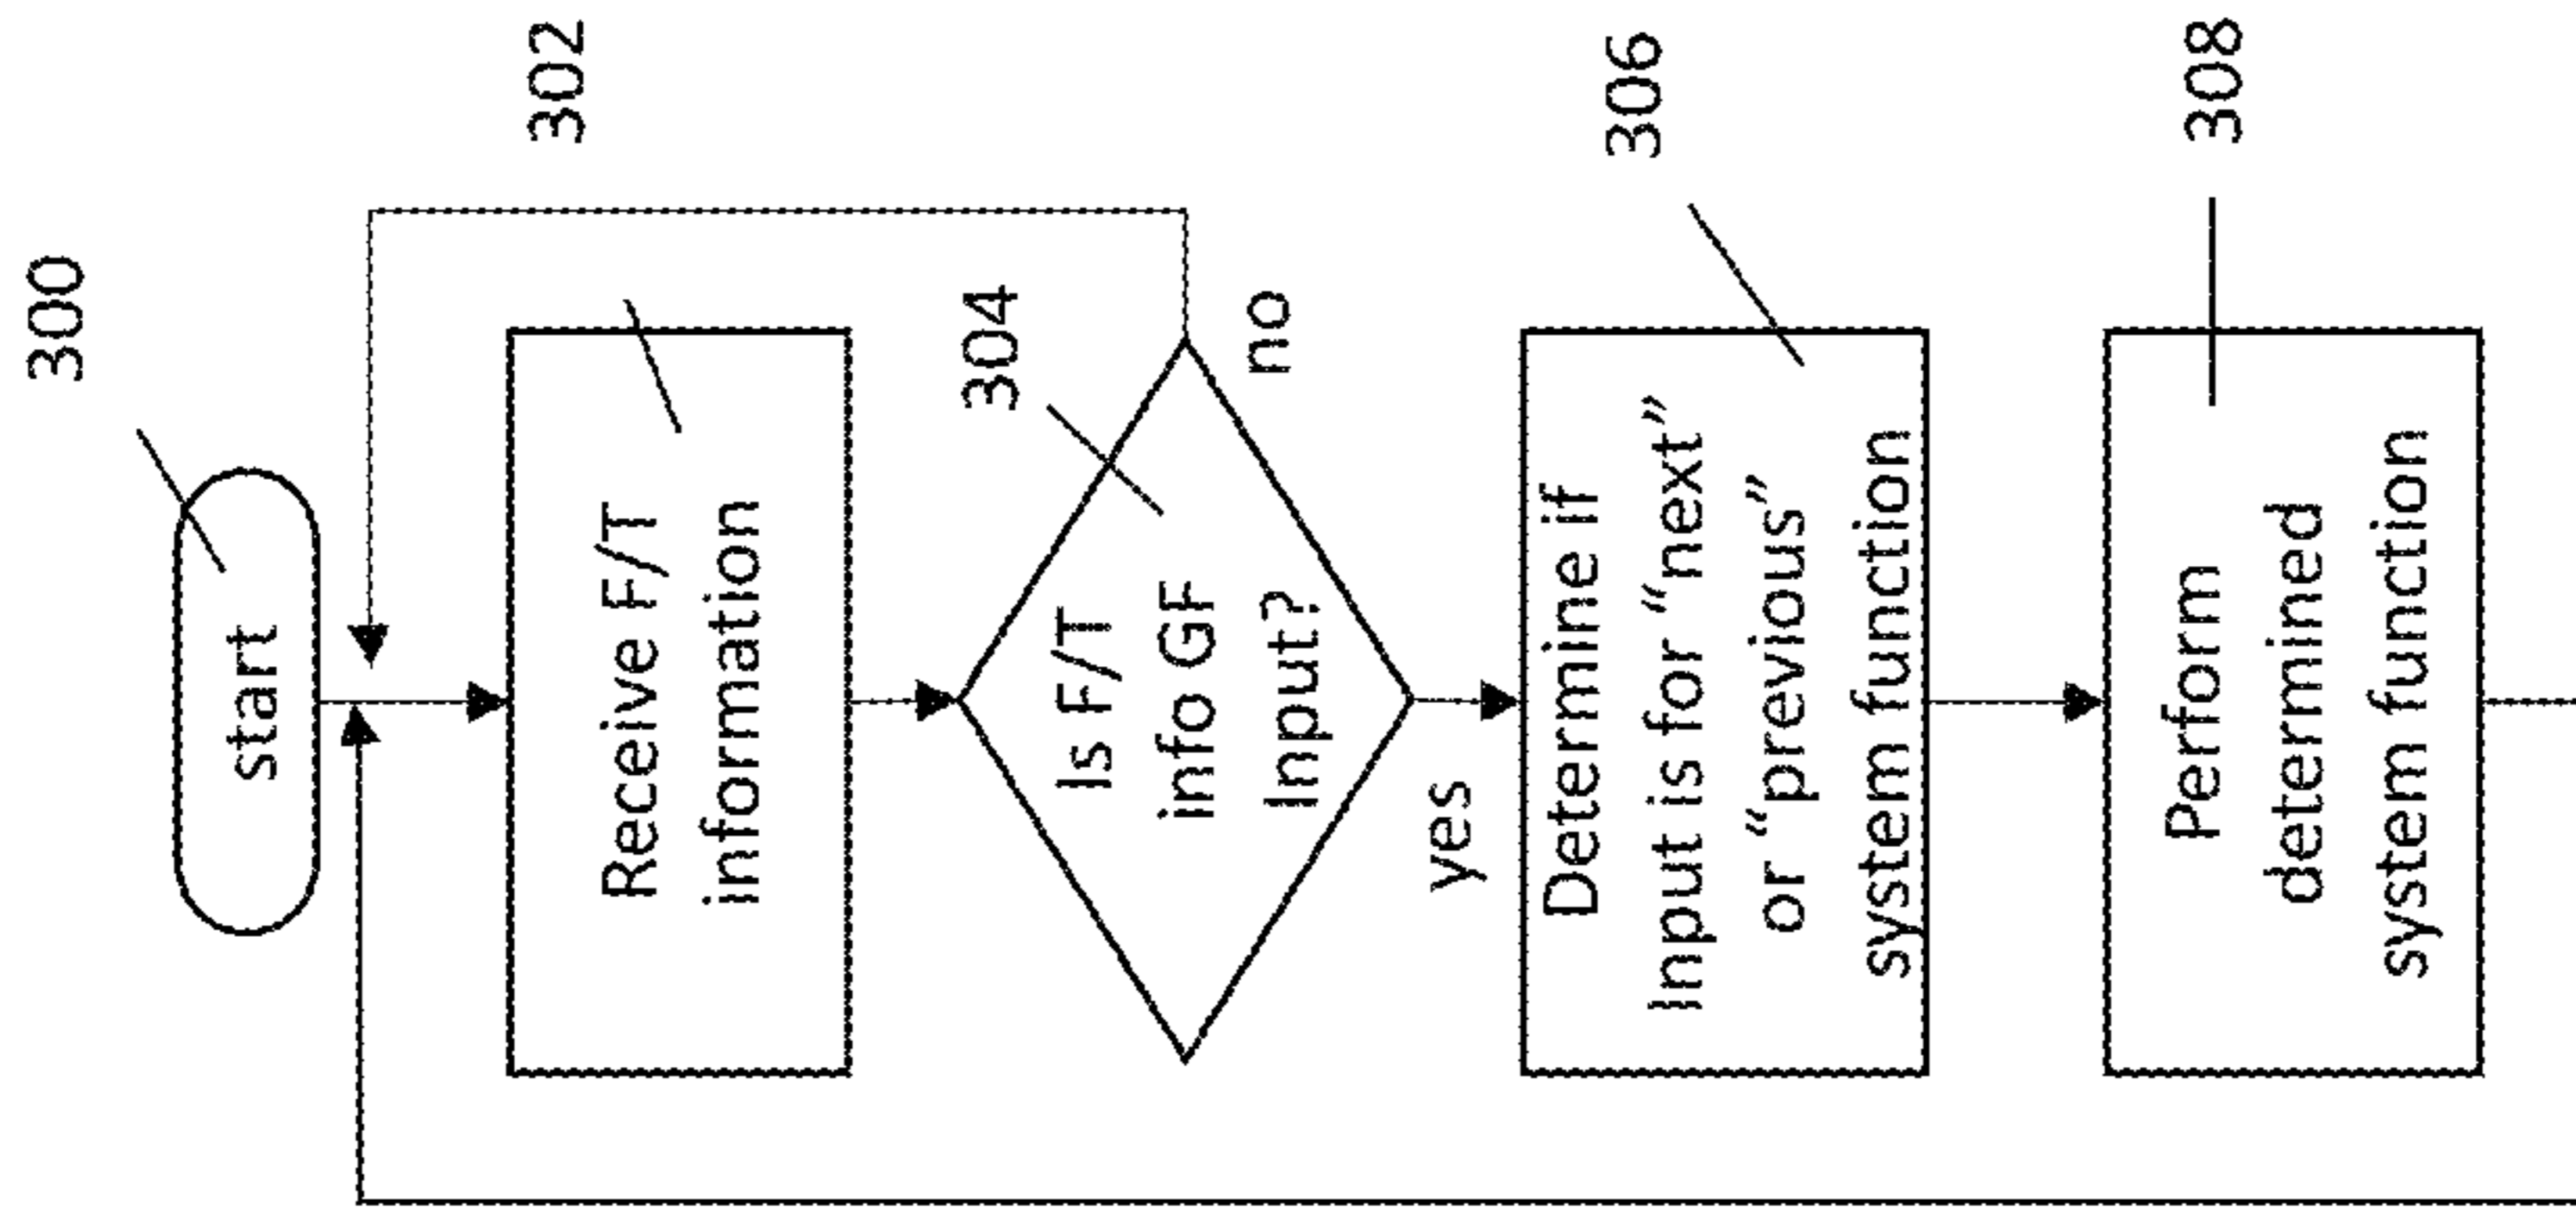 300
start
302
Receive F/T
information
304
Is F/T
info GF
Input?
no
yes
306
Determine if
Input is for “next”
or “previous”
system function
308
Perform
determined
system function